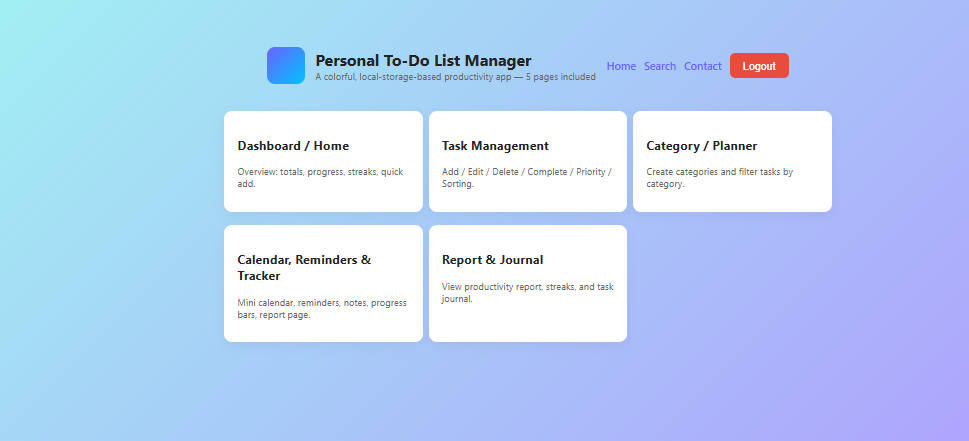 Personal To-Do List Manager
A colorful, local-storage-based productivity app — 5 pages included
Home Search Contact Logout
Dashboard / Home
Overview: totals, progress, streaks, quick
add.
Task Management
Add / Edit / Delete / Complete / Priority /
Sorting.
Category / Planner
Create categories and filter tasks by
category.
Calendar, Reminders &
Tracker
Mini calendar, reminders, notes, progress
bars, report page.
Report & Journal
View productivity report, streaks, and task
journal.